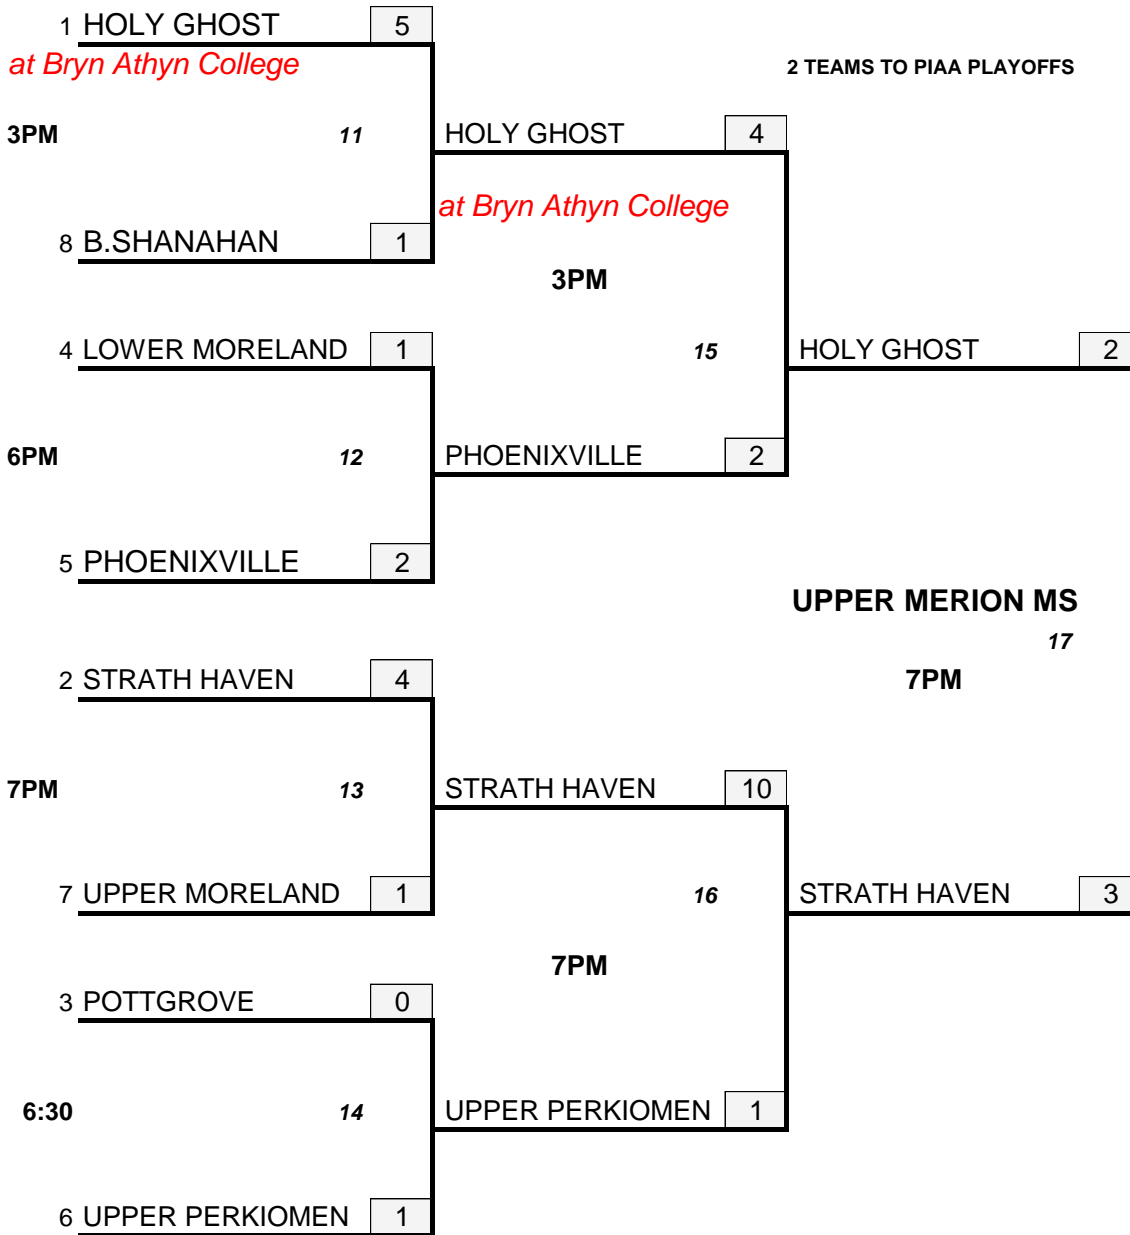 1 HOLY GHOST 5
at Bryn Athyn College
2 TEAMS TO PIAA PLAYOFFS
3PM 11 HOLY GHOST 4
at Bryn Athyn College
8 B.SHANAHAN 1
3PM
4 LOWER MORELAND 1 15 HOLY GHOST 2
6PM 12 PHOENIXVILLE 2
5 PHOENIXVILLE 2
UPPER MERION MS
17
2 STRATH HAVEN 4 7PM
7PM 13 STRATH HAVEN 10
7 UPPER MORELAND 1 16 STRATH HAVEN 3
7PM
3 POTTGROVE 0
6:30 14 UPPER PERKIOMEN 1
6 UPPER PERKIOMEN 1